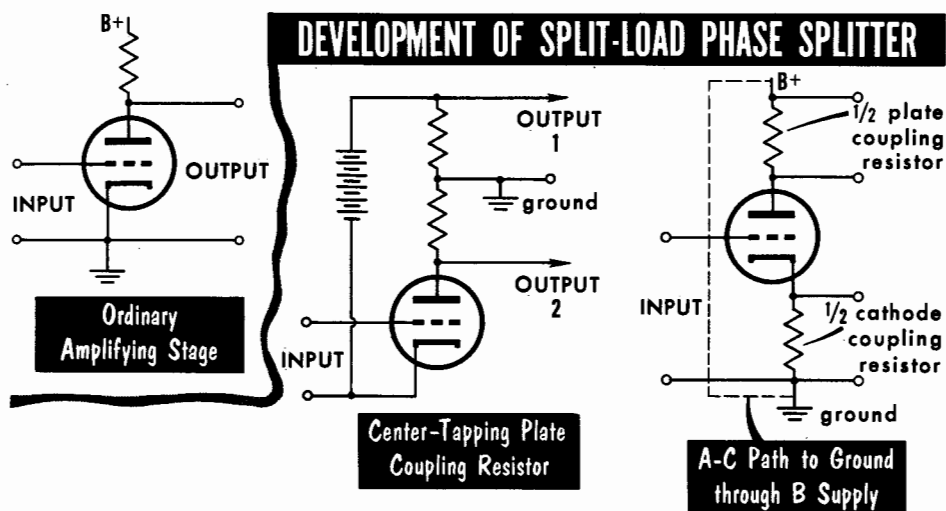 DEVELOPMENT OF SPLIT-LOAD PHASE SPLITTER
B+
INPUT
OUTPUT
Ordinary
Amplifying Stage
OUTPUT
1
ground
OUTPUT
2
INPUT
Center-Tapping Plate
Coupling Resistor
B+
1/2 plate
coupling
resistor
INPUT
1/2 cathode
coupling
resistor
ground
A-C Path to Ground
through B Supply